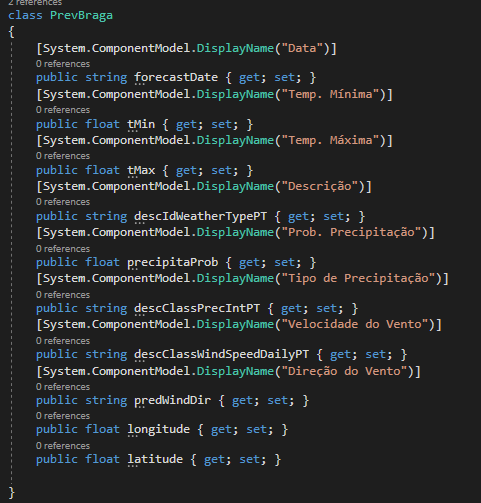 2 references
class PrevBraga
{
[System.ComponentModel.DisplayName("Data")]
0 references
public string forecastDate { get; set; }
[System.ComponentModel.DisplayName("Temp. Mínima")]
0 references
public float tMin { get; set; }
[System.ComponentModel.DisplayName("Temp. Máxima")]
0 references
public float tMax { get; set; }
[System.ComponentModel.DisplayName("Descrição")]
0 references
public string descIdWeatherTypePT { get; set; }
[System.ComponentModel.DisplayName("Prob. Precipitação")]
0 references
public float precipitaProb { get; set; }
[System.ComponentModel.DisplayName("Tipo de Precipitação")]
0 references
public string descClassPrecIntPT { get; set; }
[System.ComponentModel.DisplayName("Velocidade do Vento")]
0 references
public string descClassWindSpeedDailyPT { get; set; }
[System.ComponentModel.DisplayName("Direção do Vento")]
0 references
public string predWindDir { get; set; }
0 references
public float longitude { get; set; }
0 references
public float latitude { get; set; }
}